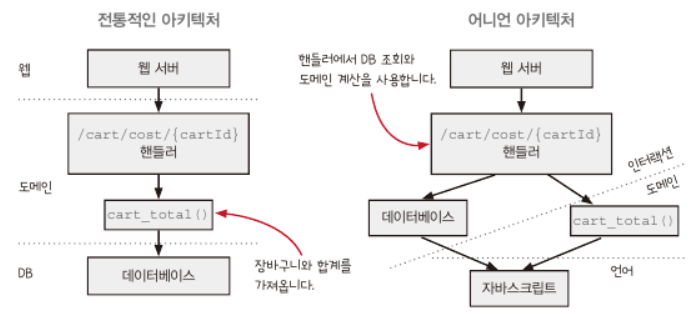 전통적인 아키텍처
웹
웹 서버
/cart/cost/{cartId}
핸들러
도메인
cart_total()
장바구니와 합계를
가져옵니다.
DB
데이터베이스
어니언 아키텍처
핸들러에서 DB 조회와
도메인 계산을 사용합니다.
웹 서버
/cart/cost/{cartId}
핸들러
인터랙션
도메인
데이터베이스
cart_total()
언어
자바스크립트